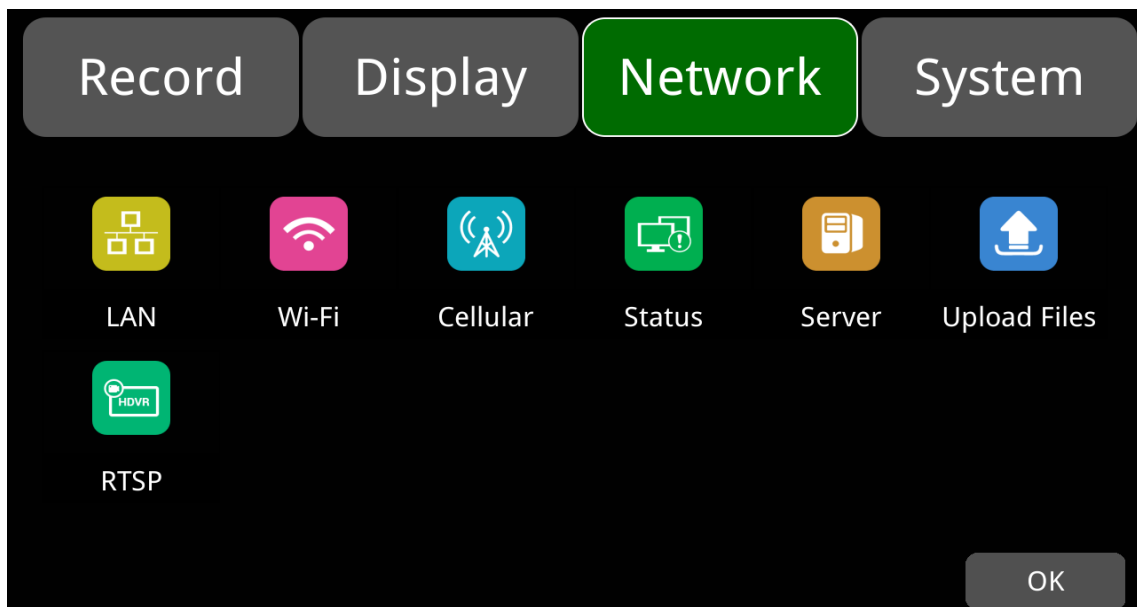 Record Display Network System
LAN Wi-Fi Cellular Status Server Upload Files
HDVR
RTSP
OK